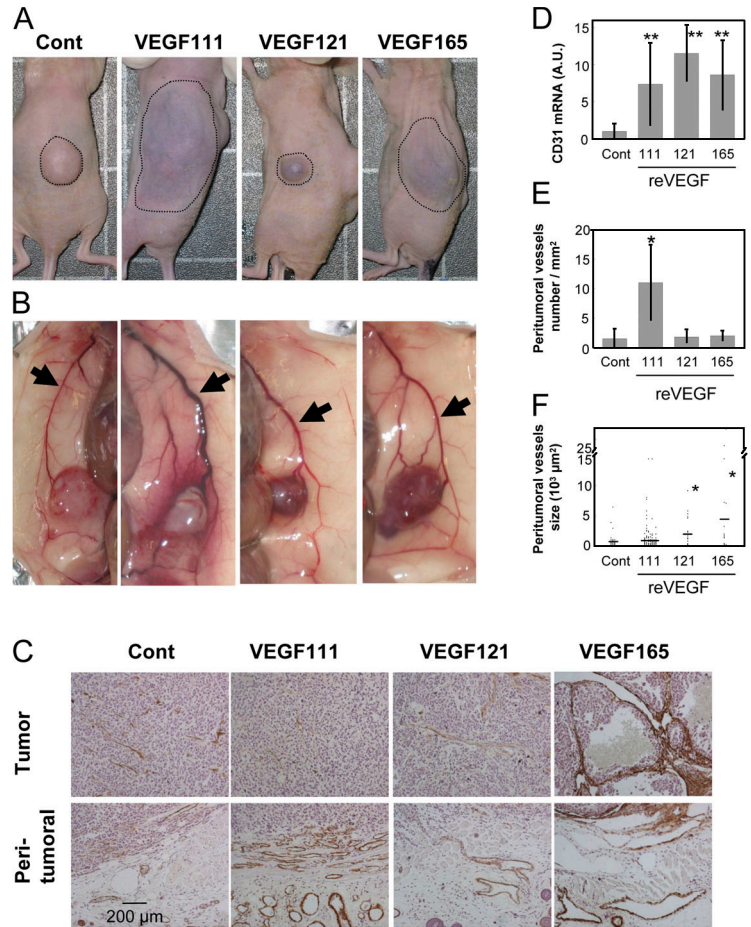 A
Cont VEGF111 VEGF121 VEGF165
B
C
Cont VEGF111 VEGF121 VEGF165
Tumor
Peri-
tumoral
200 µm
D
CD31 mRNA (A.U.)
15
10
5
0
** ** **
Cont 111 121 165
reVEGF
E
Peritumoral vessels
number / mm²
20
15
10
5
0
*
Cont 111 121 165
reVEGF
F
Peritumoral vessels
size (10³ µm²)
25
15
10
5
0
* *
Cont 111 121 165
reVEGF